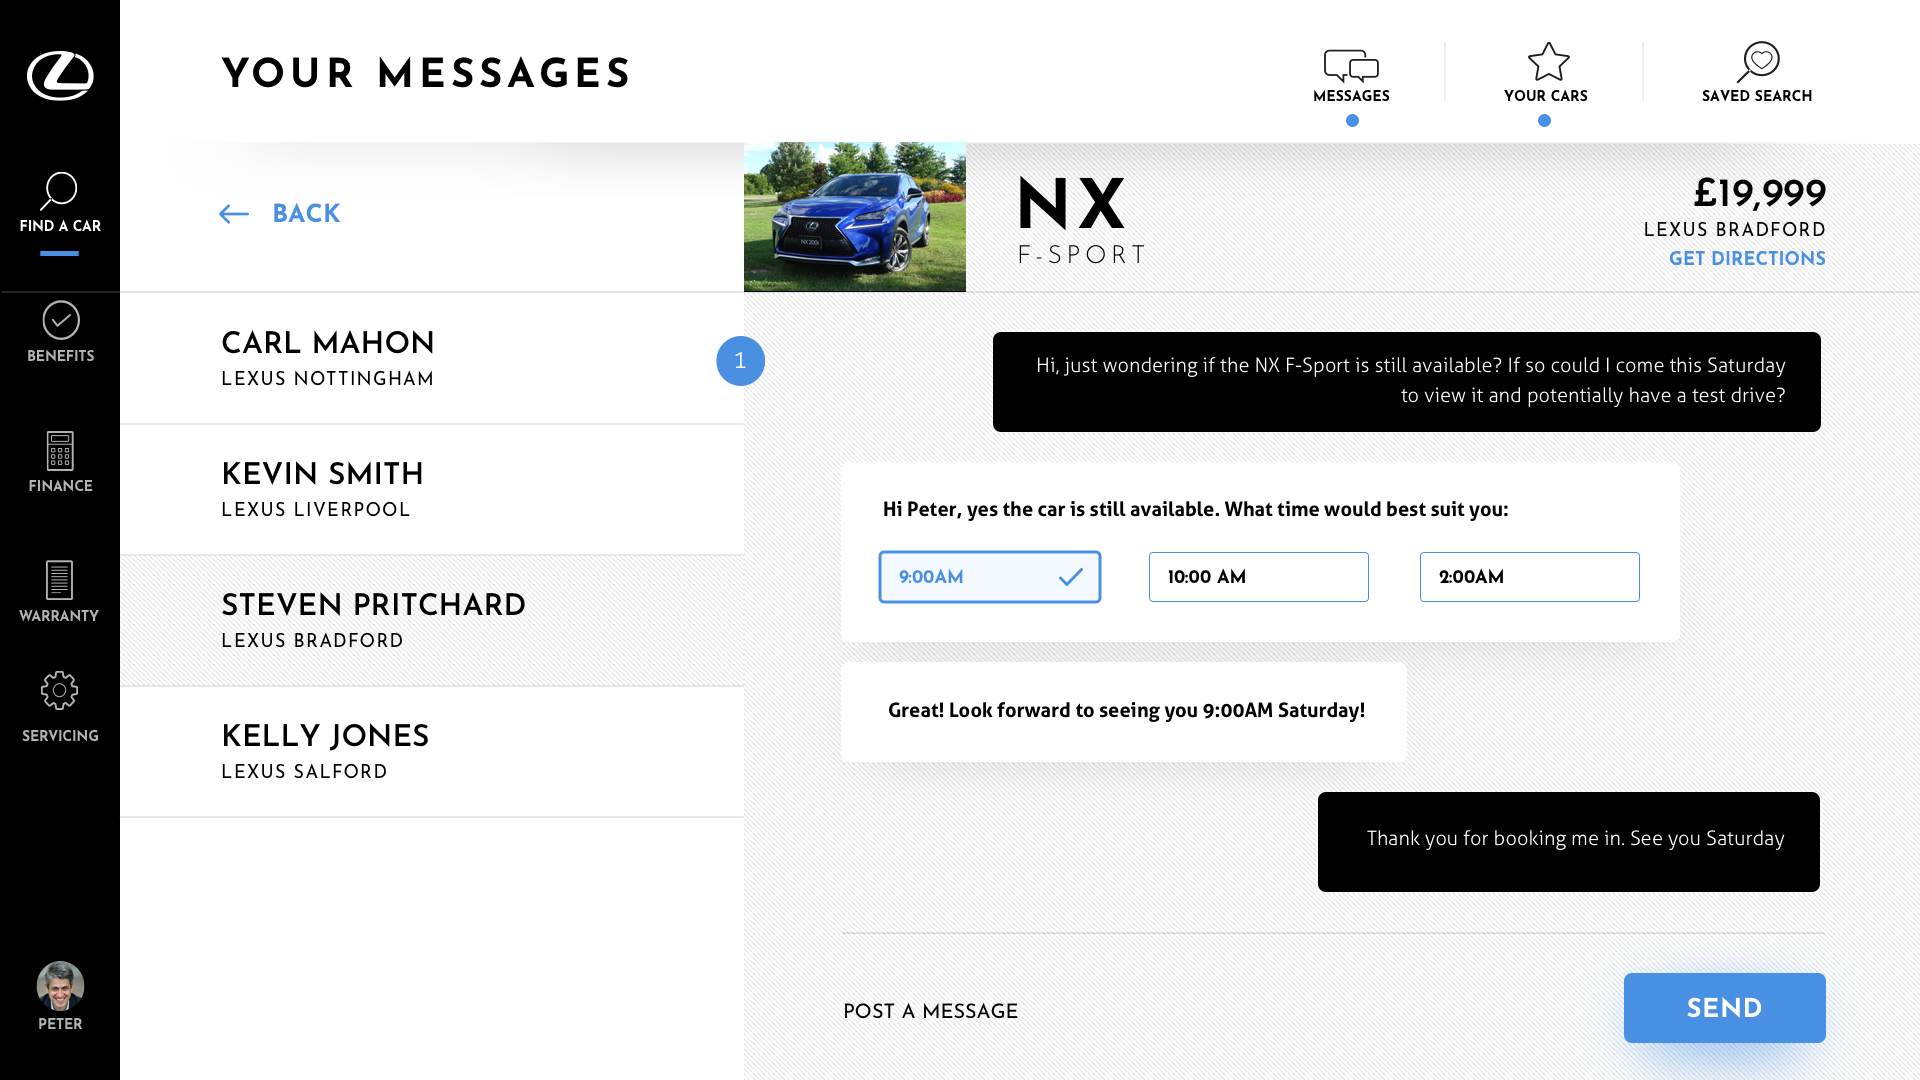 YOUR MESSAGES
MESSAGES
YOUR CARS
SAVED SEARCH
FIND A CAR
BENEFITS
FINANCE
WARRANTY
SERVICING
PETER
BACK
CARL MAHON
LEXUS NOTTINGHAM
1
KEVIN SMITH
LEXUS LIVERPOOL
STEVEN PRITCHARD
LEXUS BRADFORD
KELLY JONES
LEXUS SALFORD
NX 200t
NX
F-SPORT
£19,999
LEXUS BRADFORD
GET DIRECTIONS
Hi, just wondering if the NX F-Sport is still available? If so could I come this Saturday
to view it and potentially have a test drive?
Hi Peter, yes the car is still available. What time would best suit you:
9:00AM
10:00 AM
2:00AM
Great! Look forward to seeing you 9:00AM Saturday!
Thank you for booking me in. See you Saturday
POST A MESSAGE
SEND